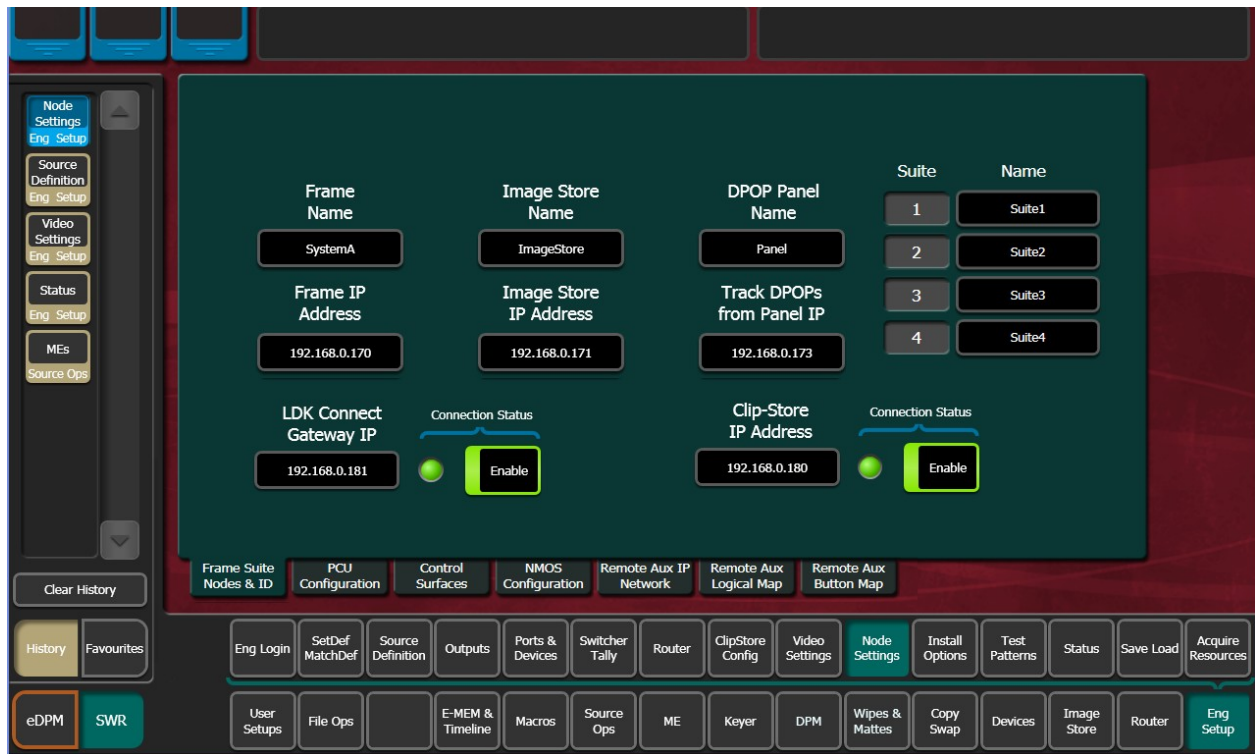 Node
Settings
Eng Setup
Source
Definition
Eng Setup
Video
Settings
Eng Setup
Status
Eng Setup
MEs
Source Ops
Clear History
History
Favourites
eDPM
SWR
Frame
Name
SystemA
Image Store
Name
ImageStore
DPOP Panel
Name
Panel
Suite
Name
1
Suite1
2
Suite2
3
Suite3
4
Suite4
Frame IP
Address
192.168.0.170
Image Store
IP Address
192.168.0.171
Track DPOPs
from Panel IP
192.168.0.173
LDK Connect
Gateway IP
192.168.0.181
Connection Status
Enable
Clip-Store
IP Address
192.168.0.180
Connection Status
Enable
Frame Suite
Nodes & ID
PCU
Configuration
Control
Surfaces
NMOS
Configuration
Remote Aux IP
Network
Remote Aux
Logical Map
Remote Aux
Button Map
Eng Login
SetDef
MatchDef
Source
Definition
Outputs
Ports &
Devices
Switcher
Tally
Router
ClipStore
Config
Video
Settings
Node
Settings
Install
Options
Test
Patterns
Status
Save Load
Acquire
Resources
User
Setups
File Ops
E-MEM &
Timeline
Macros
Source
Ops
ME
Keyer
DPM
Wipes &
Mattes
Copy
Swap
Devices
Image
Store
Router
Eng
Setup